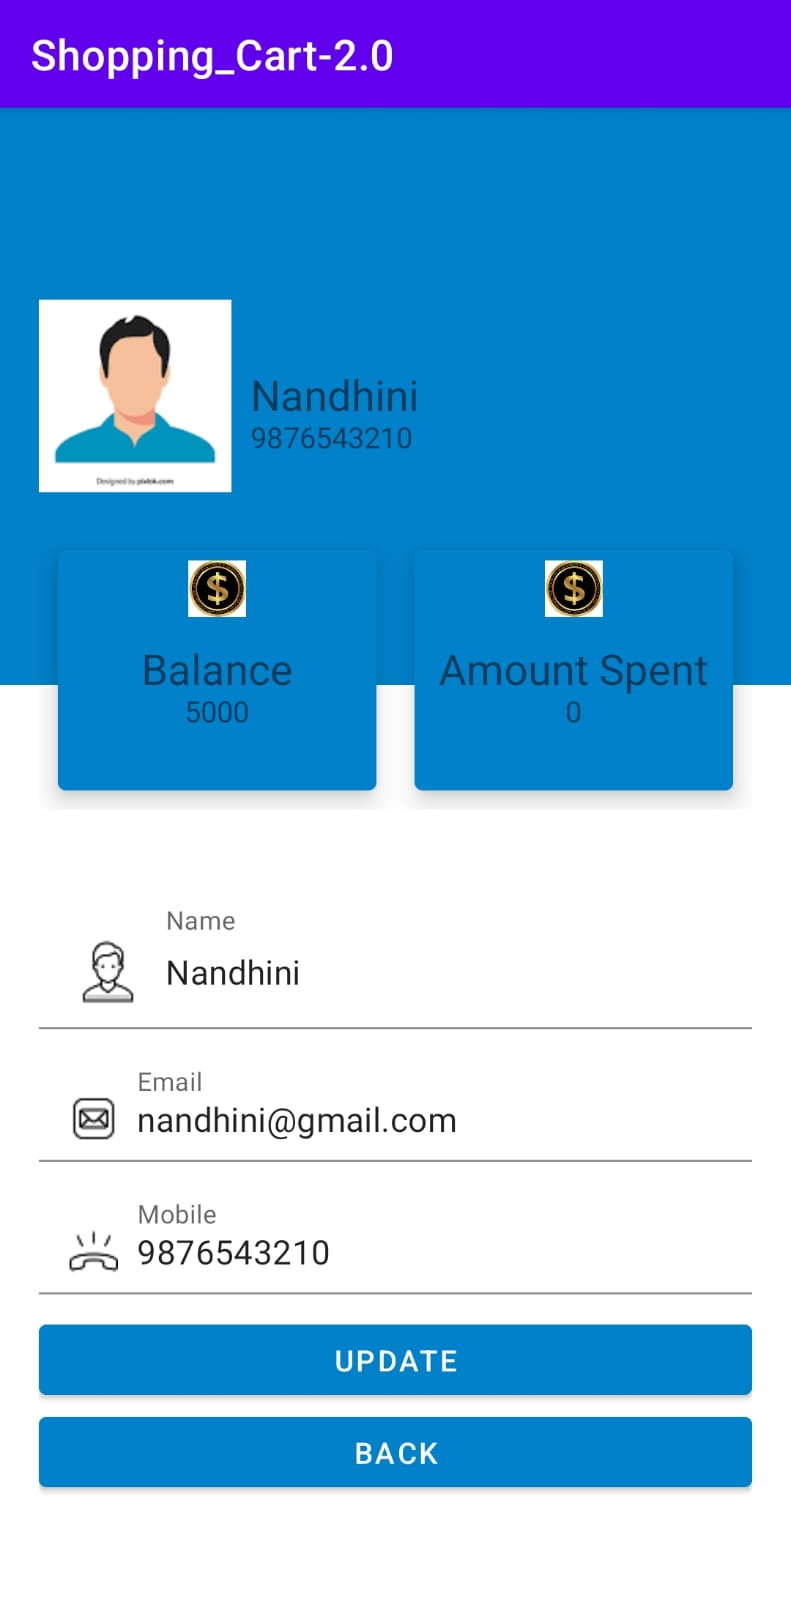 Shopping_Cart-2.0
Designed by pixlok.com
Nandhini
9876543210
$ $
Balance Amount Spent
5000 0
Name
Nandhini
Email
nandhini@gmail.com
Mobile
9876543210
UPDATE
BACK